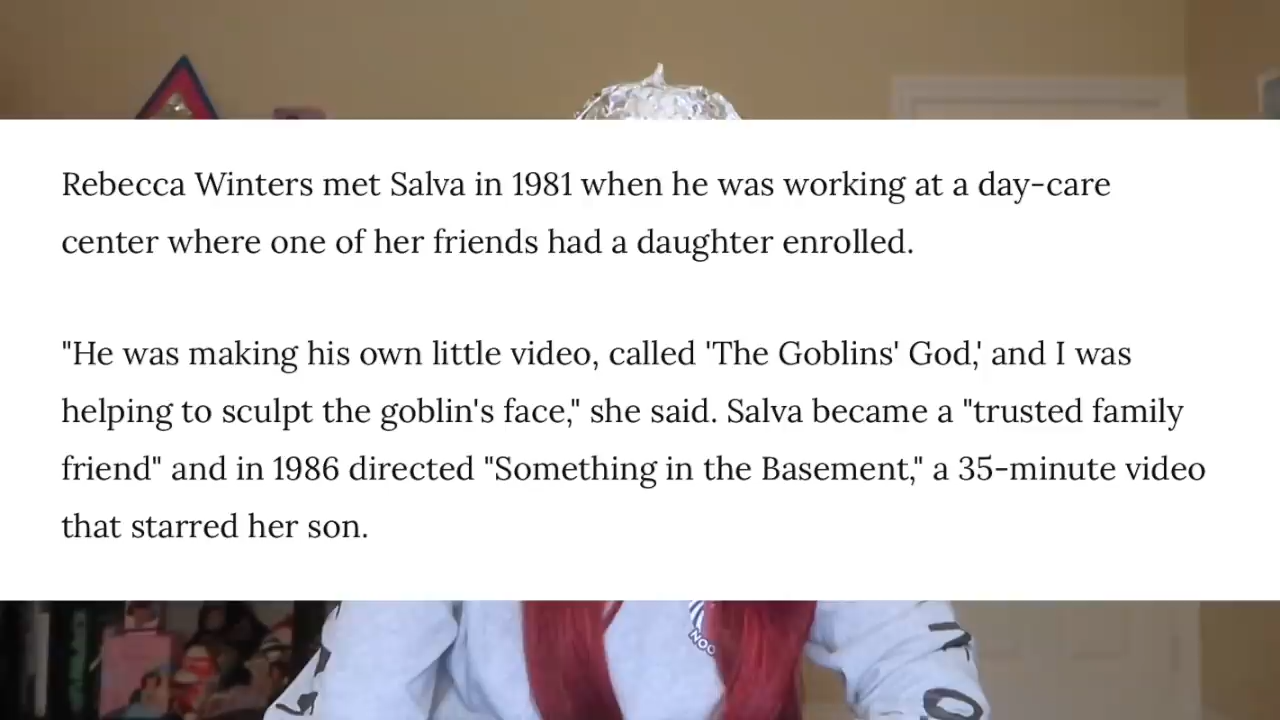 Rebecca Winters met Salva in 1981 when he was working at a day-care
center where one of her friends had a daughter enrolled.
"He was making his own little video, called 'The Goblins' God,' and I was
helping to sculpt the goblin's face," she said. Salva became a "trusted family
friend" and in 1986 directed "Something in the Basement," a 35-minute video
that starred her son.
NOO